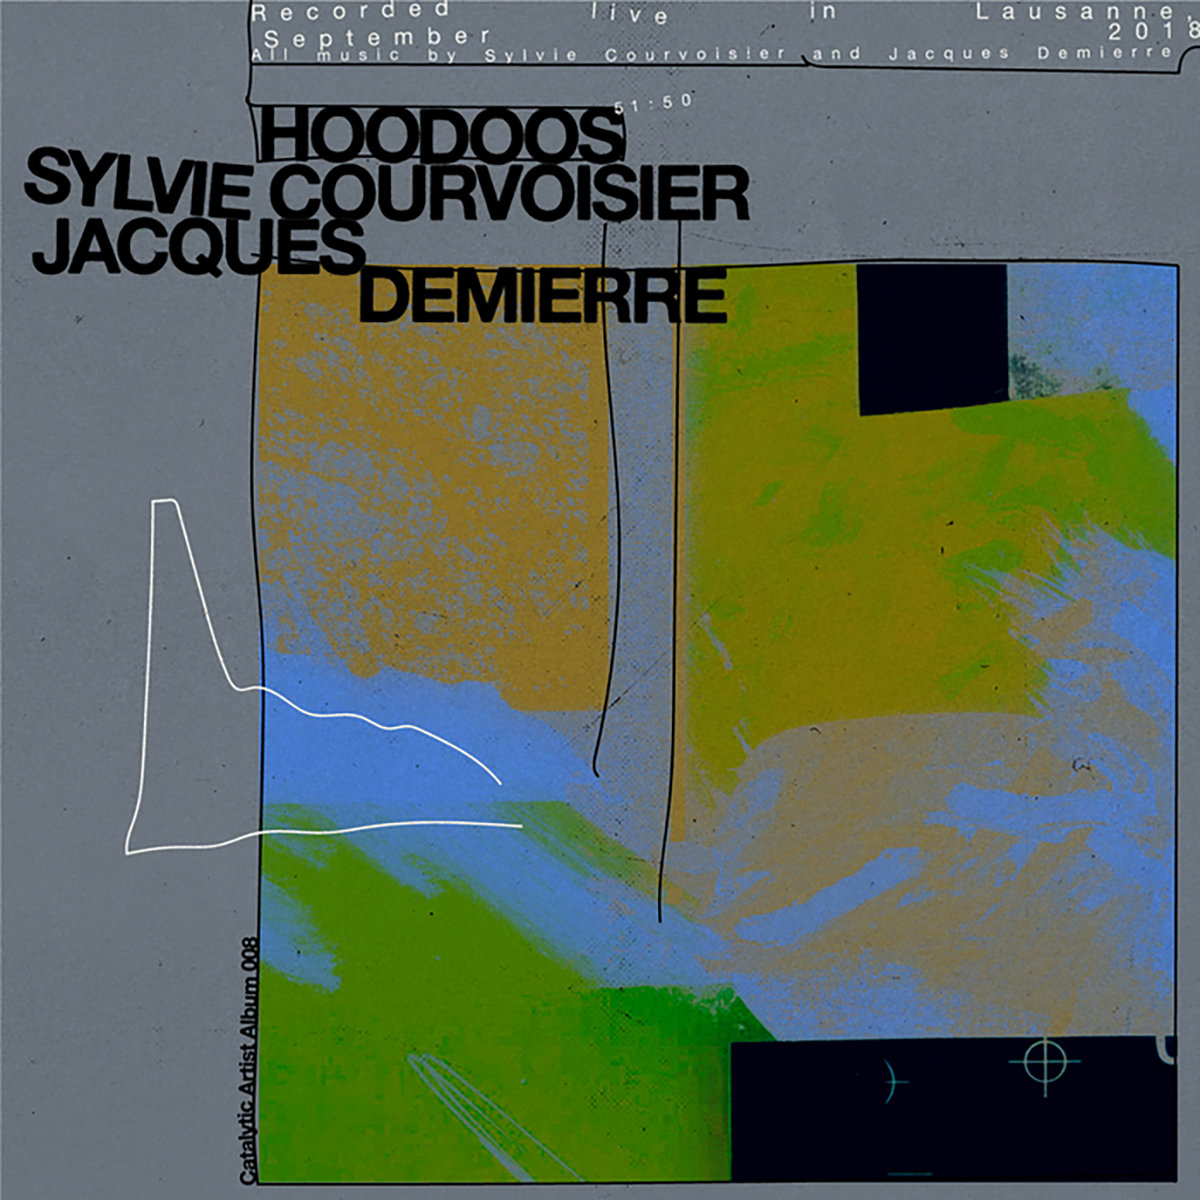 Recorded live in Lausanne,
September 2018
All music by Sylvie Courvoisier and Jacques Demierre
51:50
HOODOOS
SYLVIE COURVOISIER
JACQUES
DEMIERRE
Catalytic Artist Album 008